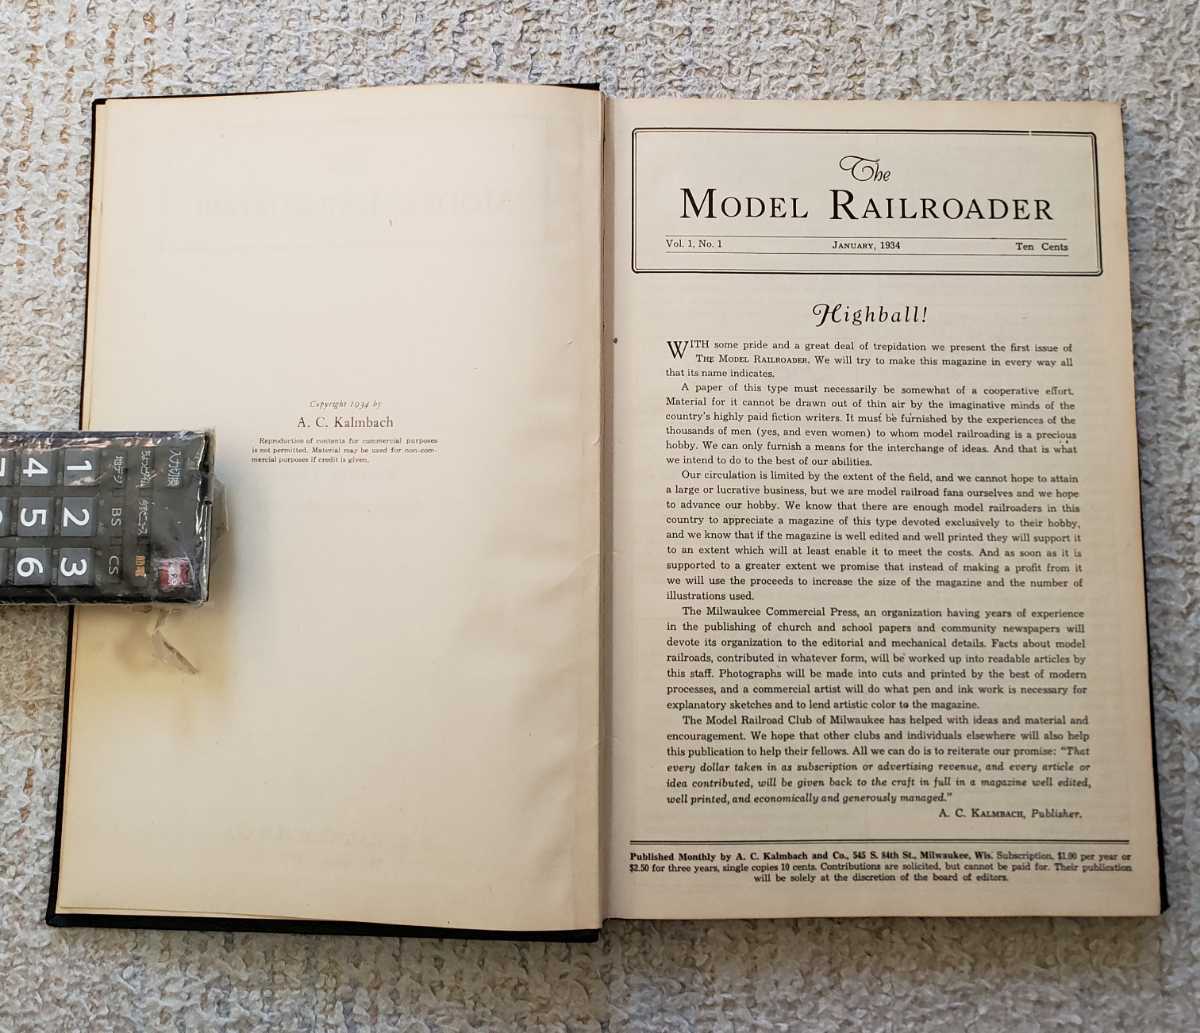 Copyright 1934 by
A. C. Kalmbach
Reproduction of contents for commercial purposes
is not permitted. Material may be used for non-com-
mercial purposes if credit is given.
The
MODEL RAILROADER
Vol. 1, No. 1 JANUARY, 1934 Ten Cents
Highball!
WITH some pride and a great deal of trepidation we present the first issue of
THE MODEL RAILROADER. We will try to make this magazine in every way all
that its name indicates.
A paper of this type must necessarily be somewhat of a cooperative effort.
Material for it cannot be drawn out of thin air by the imaginative minds of the
country's highly paid fiction writers. It must be furnished by the experiences of the
thousands of men (yes, and even women) to whom model railroading is a precious
hobby. We can only furnish a means for the interchange of ideas. And that is what
we intend to do to the best of our abilities.
Our circulation is limited by the extent of the field, and we cannot hope to attain
a large or lucrative business, but we are model railroad fans ourselves and we hope
to advance our hobby. We know that there are enough model railroaders in this
country to appreciate a magazine of this type devoted exclusively to their hobby,
and we know that if the magazine is well edited and well printed they will support it
to an extent which will at least enable it to meet the costs. And as soon as it is
supported to a greater extent we promise that instead of making a profit from it
we will use the proceeds to increase the size of the magazine and the number of
illustrations used.
The Milwaukee Commercial Press, an organization having years of experience
in the publishing of church and school papers and community newspapers will
devote its organization to the editorial and mechanical details. Facts about model
railroads, contributed in whatever form, will be worked up into readable articles by
this staff. Photographs will be made into cuts and printed by the best of modern
processes, and a commercial artist will do what pen and ink work is necessary for
explanatory sketches and to lend artistic color to the magazine.
The Model Railroad Club of Milwaukee has helped with ideas and material and
encouragement. We hope that other clubs and individuals elsewhere will also help
this publication to help their fellows. All we can do is to reiterate our promise: "That
every dollar taken in as subscription or advertising revenue, and every article or
idea contributed, will be given back to the craft in full in a magazine well edited,
well printed, and economically and generously managed."
A. C. KALMBACH, Publisher.
Published Monthly by A. C. Kalmbach and Co., 545 S. 84th St., Milwaukee, Wis. Subscription, $1.00 per year or
$2.50 for three years, single copies 10 cents. Contributions are solicited, but cannot be paid for. Their publication
will be solely at the discretion of the board of editors.
入力切換
地デジ BS CS
1 2 3
4 5 6